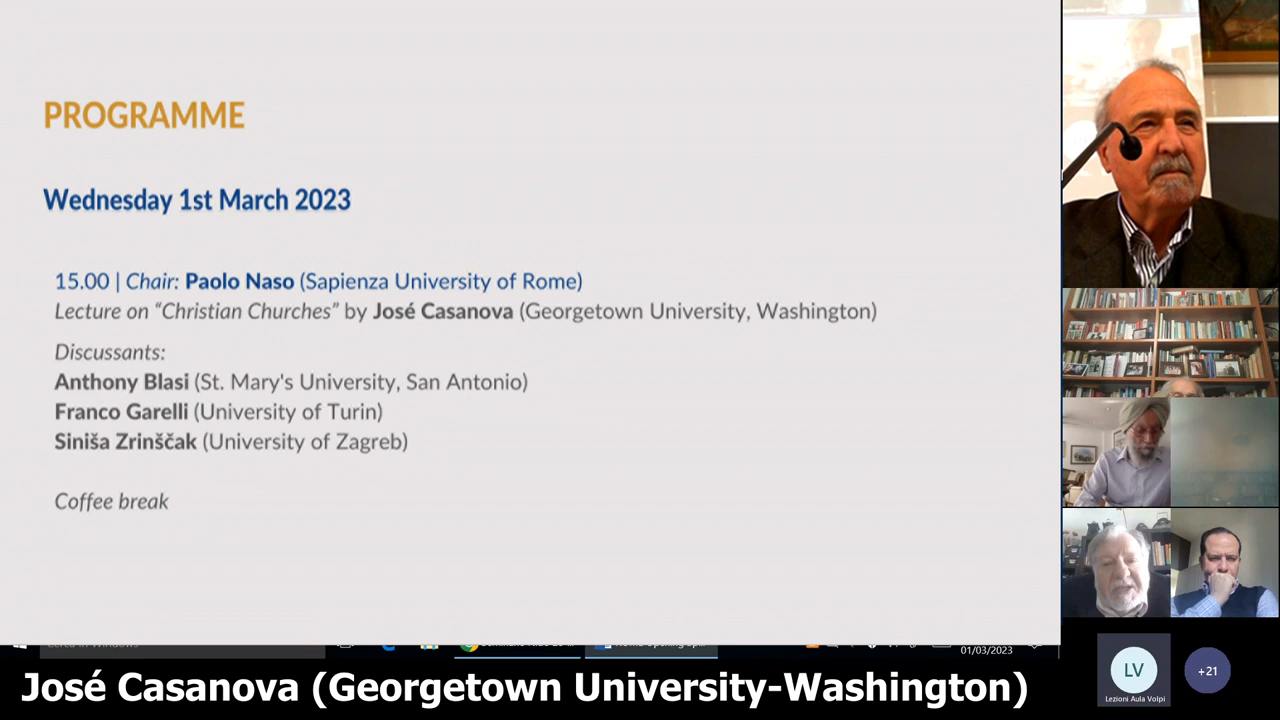 PROGRAMME
Wednesday 1st March 2023
15.00 | Chair: Paolo Naso (Sapienza University of Rome)
Lecture on “Christian Churches” by José Casanova (Georgetown University, Washington)
Discussants:
Anthony Blasi (St. Mary's University, San Antonio)
Franco Garelli (University of Turin)
Siniša Zrinščak (University of Zagreb)
Coffee break
01/03/2023
José Casanova (Georgetown University-Washington)
LV
Lezioni Aula Volpi
+21